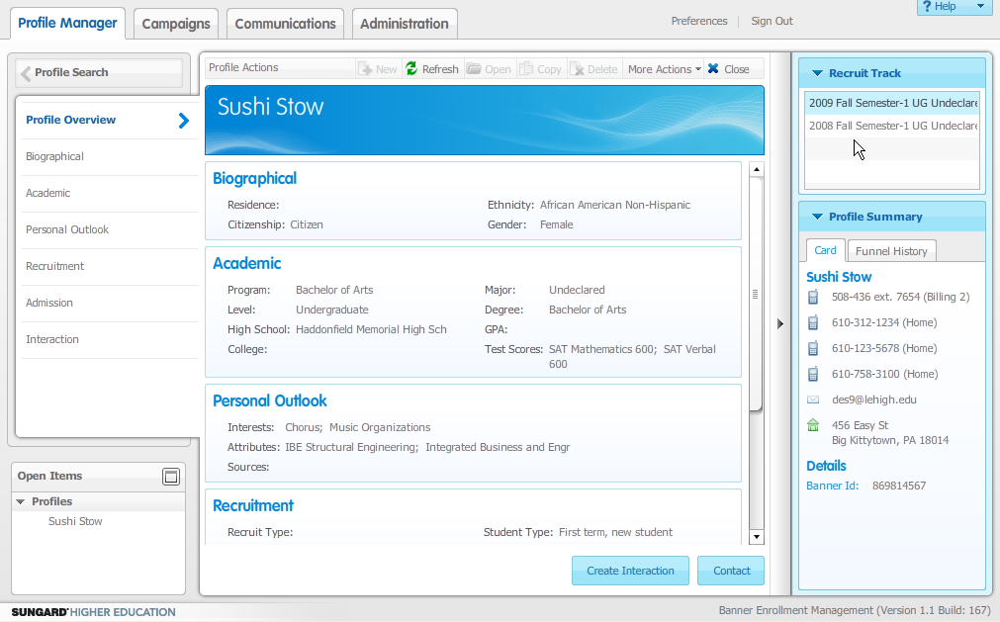 Profile Manager
Campaigns
Communications
Administration
Preferences
Sign Out
? Help
Profile Search
Profile Overview
Biographical
Academic
Personal Outlook
Recruitment
Admission
Interaction
Open Items
Profiles
Sushi Stow
Profile Actions
New
Refresh
Open
Copy
Delete
More Actions
Close
Sushi Stow
Biographical
Residence:
Ethnicity: African American Non-Hispanic
Citizenship: Citizen
Gender: Female
Academic
Program: Bachelor of Arts
Major: Undeclared
Level: Undergraduate
Degree: Bachelor of Arts
High School: Haddonfield Memorial High Sch
GPA:
College:
Test Scores: SAT Mathematics 600; SAT Verbal
600
Personal Outlook
Interests: Chorus; Music Organizations
Attributes: IBE Structural Engineering; Integrated Business and Engr
Sources:
Recruitment
Recruit Type:
Student Type: First term, new student
Create Interaction
Contact
Recruit Track
2009 Fall Semester-1 UG Undeclare
2008 Fall Semester-1 UG Undeclare
Profile Summary
Card
Funnel History
Sushi Stow
508-436 ext. 7654 (Billing 2)
610-312-1234 (Home)
610-123-5678 (Home)
610-758-3100 (Home)
des9@lehigh.edu
456 Easy St
Big Kittytown, PA 18014
Details
Banner Id: 869814567
SUNGARD HIGHER EDUCATION
Banner Enrollment Management (Version 1.1 Build: 167)